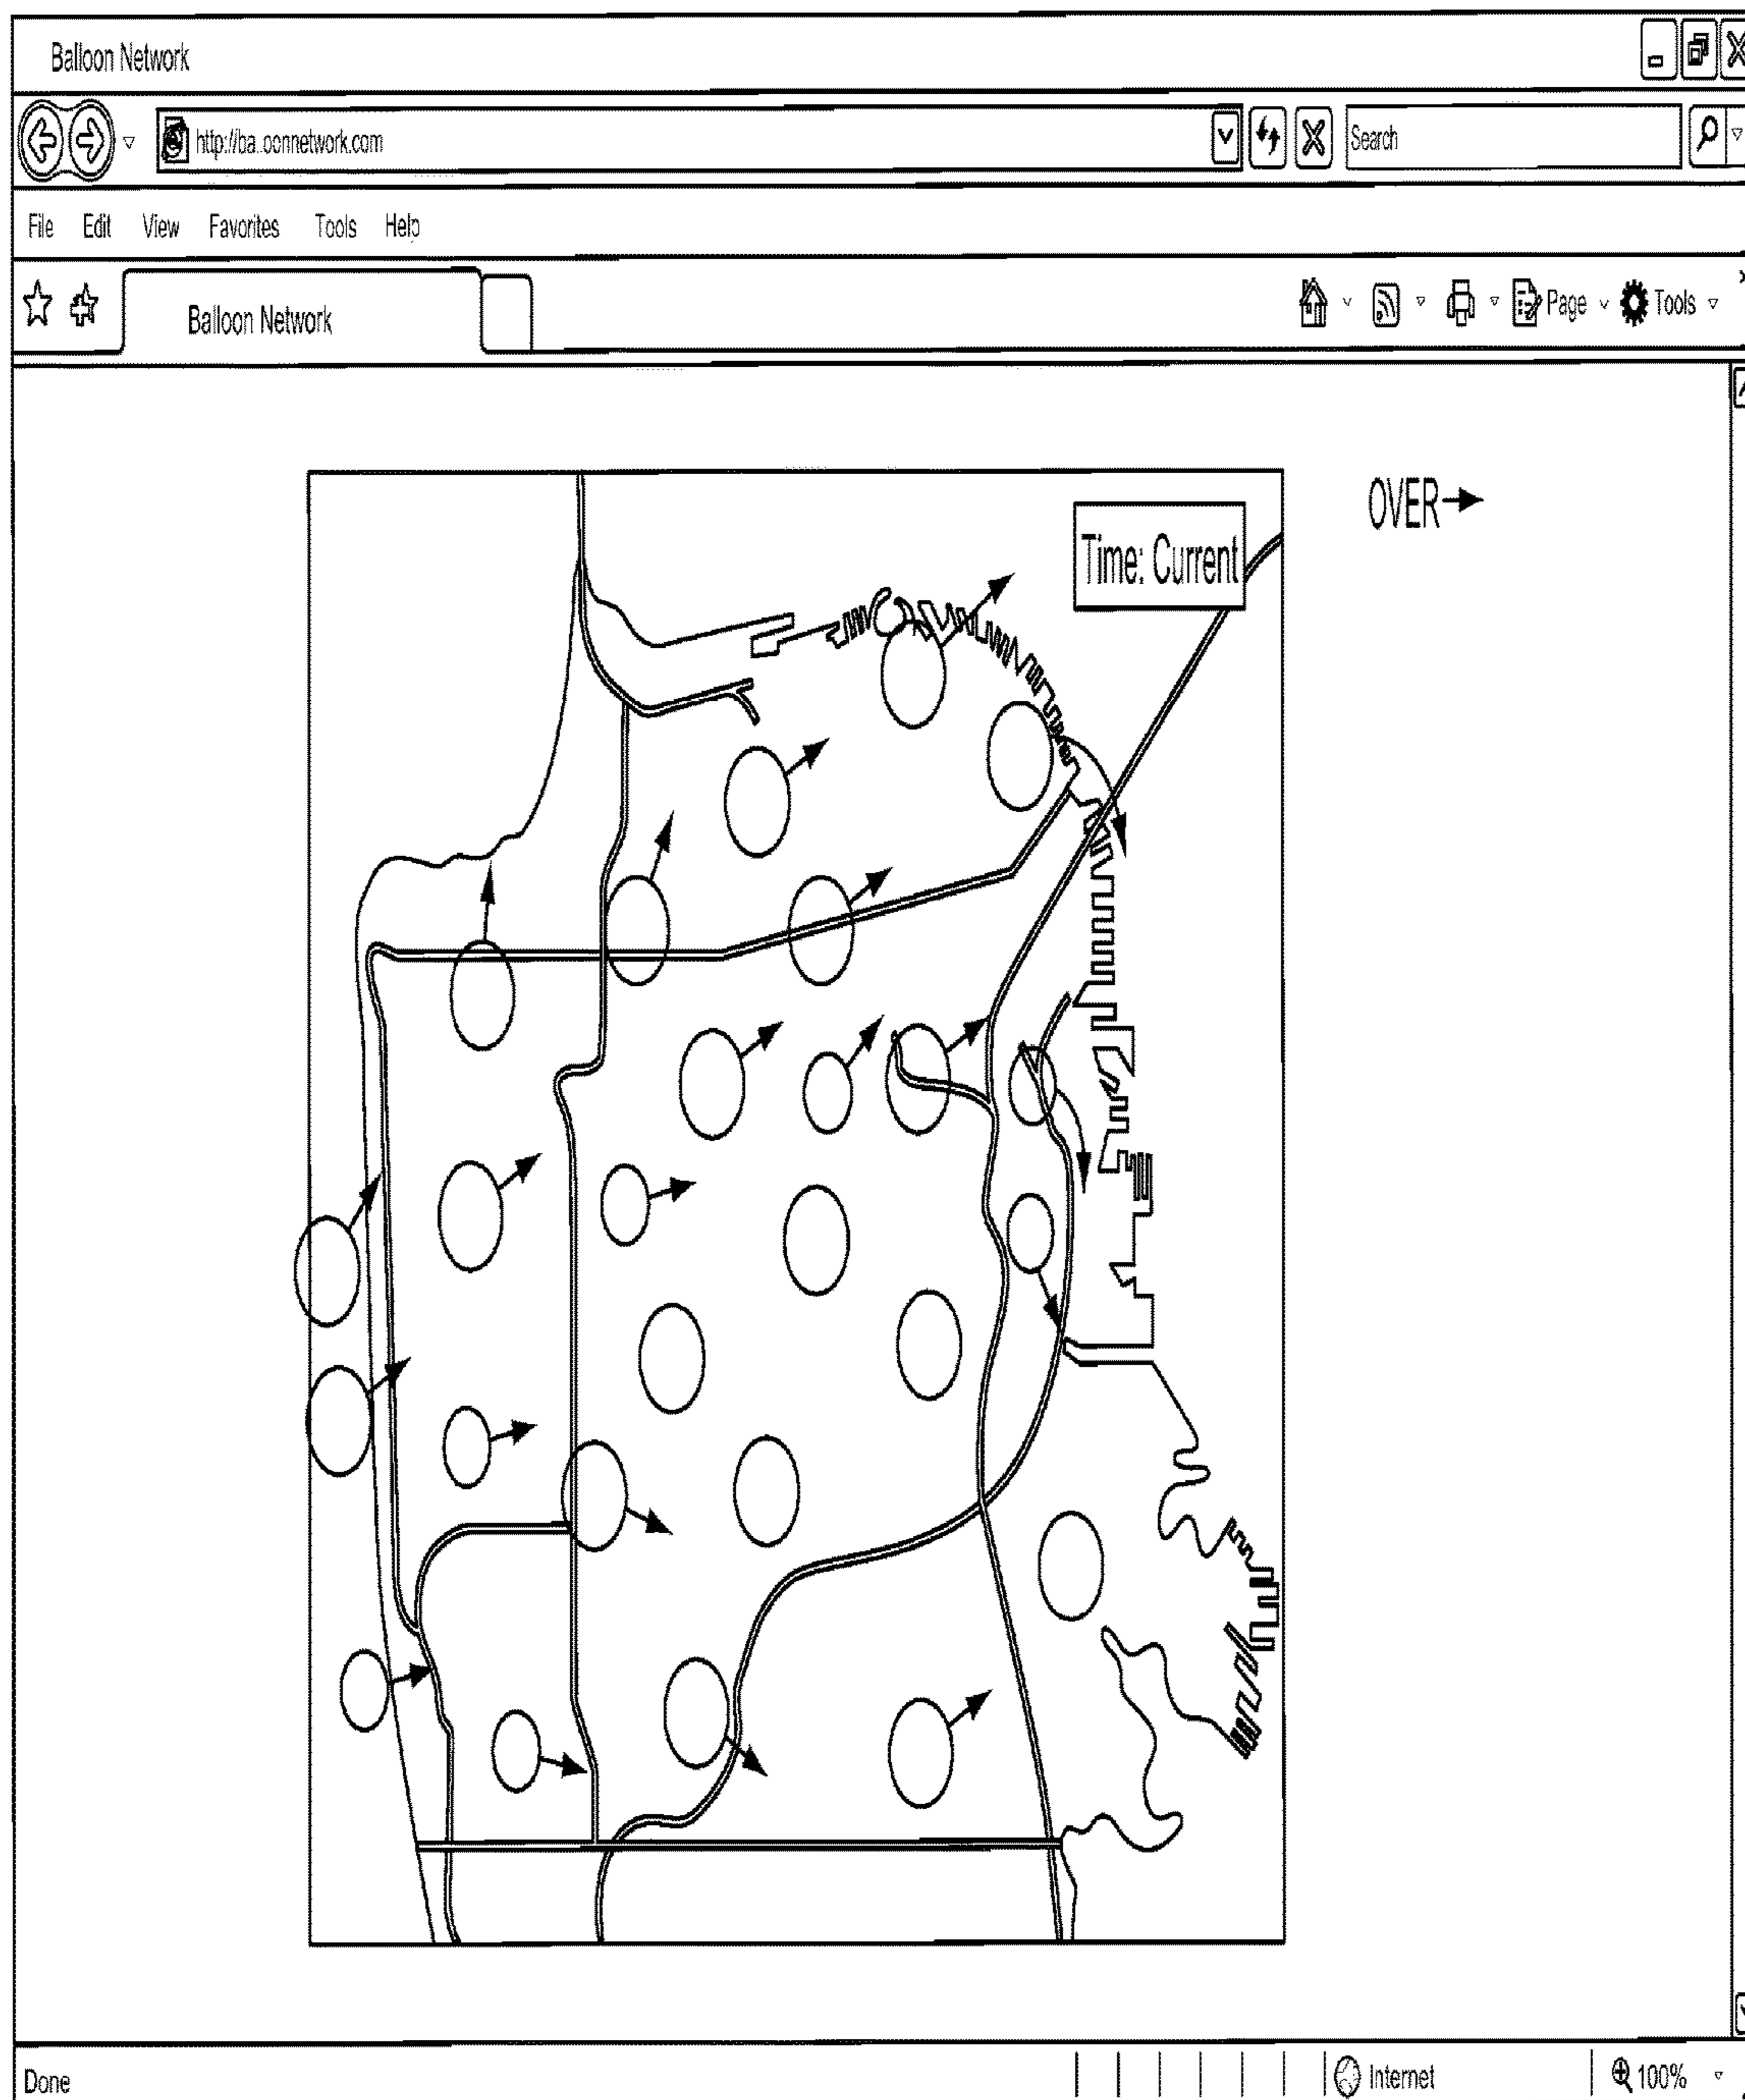 Balloon Network
http://ba..oonnetwork.com
Search
File Edit View Favorites Tools Help
Balloon Network
Page Tools
OVER
Time: Current
Done
Internet
100%